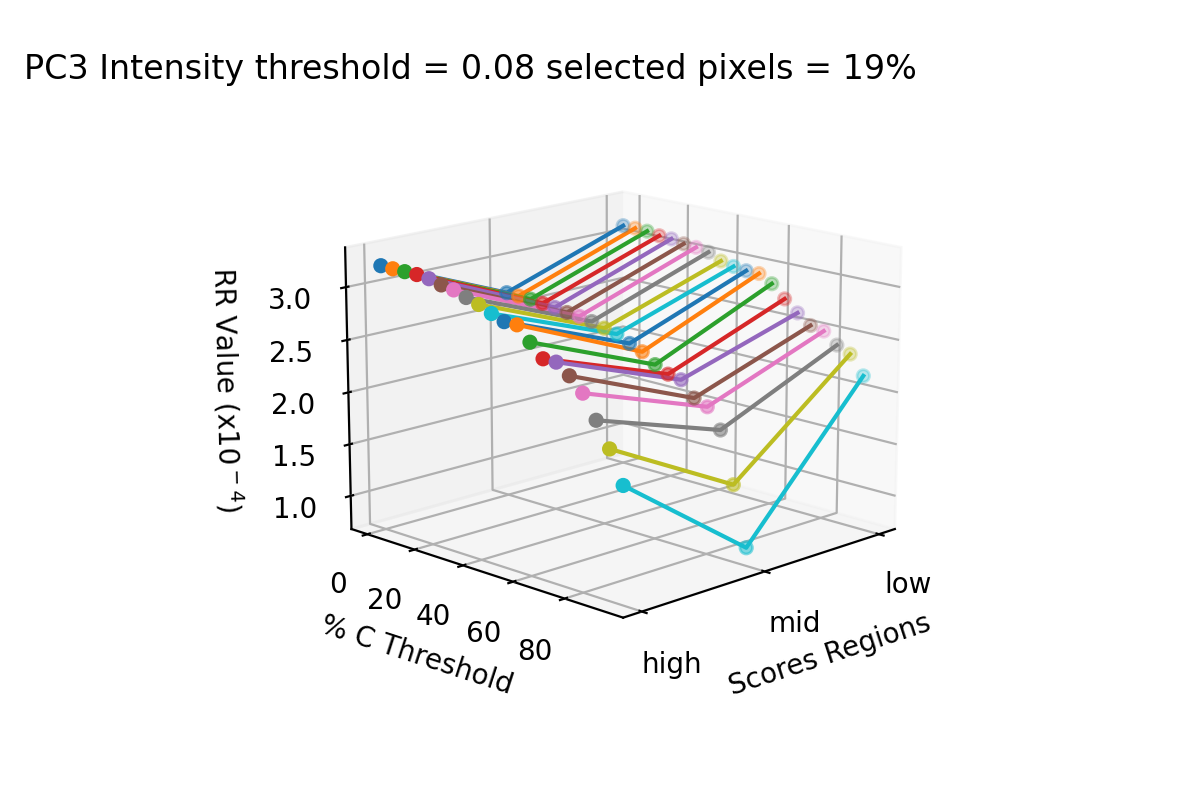 PC3 Intensity threshold = 0.08 selected pixels = 19%
RR Value (x10⁻⁴)
3.0
2.5
2.0
1.5
1.0
0
20
40
60
80
% C Threshold
high
mid
low
Scores Regions